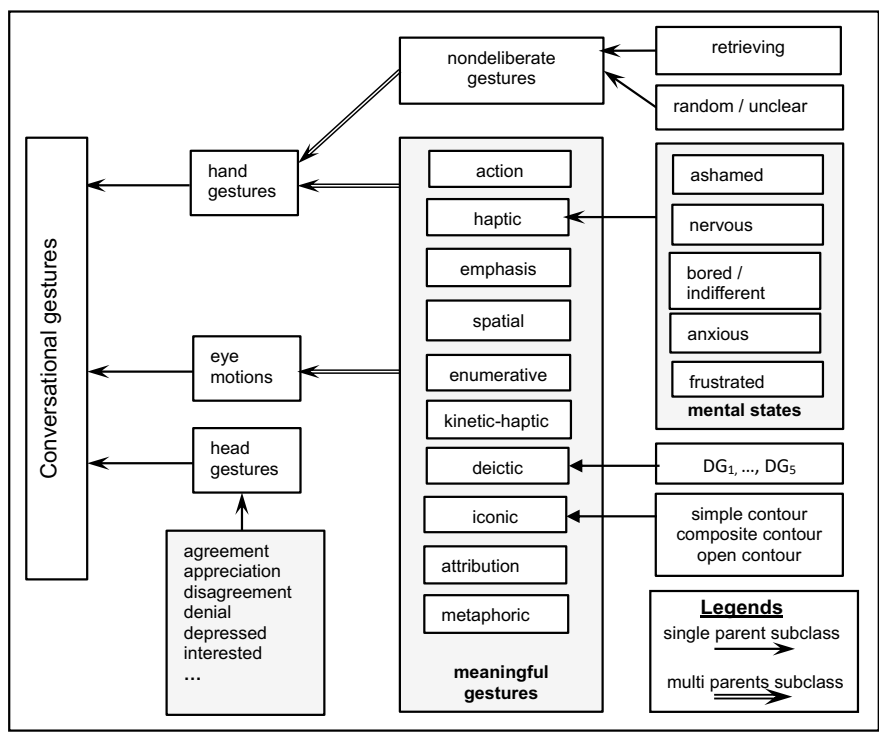 Conversational gestures
hand
gestures
eye
motions
head
gestures
agreement
appreciation
disagreement
denial
depressed
interested
...
nondeliberate
gestures
action
haptic
emphasis
spatial
enumerative
kinetic-haptic
deictic
iconic
attribution
metaphoric
meaningful
gestures
retrieving
random / unclear
ashamed
nervous
bored /
indifferent
anxious
frustrated
mental states
DG₁, ..., DG₅
simple contour
composite contour
open contour
Legends
single parent subclass
multi parents subclass